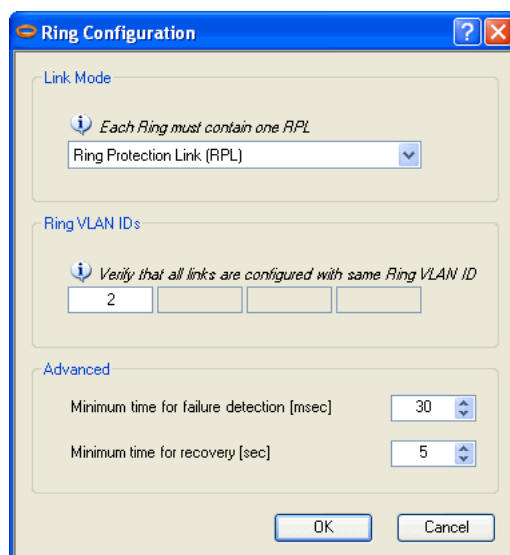 Ring Configuration
Link Mode
Each Ring must contain one RPL
Ring Protection Link (RPL)
Ring VLAN IDs
Verify that all links are configured with same Ring VLAN ID
2
Advanced
Minimum time for failure detection [msec] 30
Minimum time for recovery [sec] 5
OK Cancel